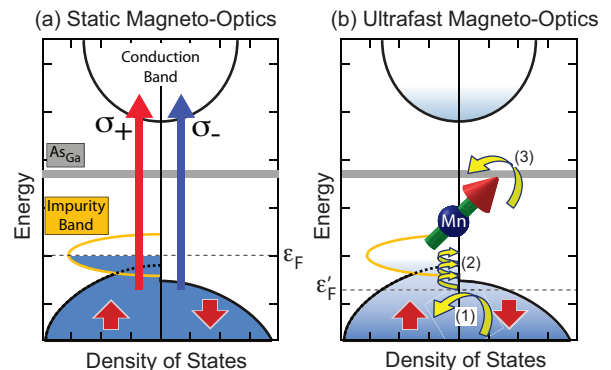 (a) Static Magneto-Optics
Conduction
Band
σ+
σ-
AsGa
Impurity
Band
εF
Energy
Density of States
(b) Ultrafast Magneto-Optics
(3)
Mn
(2)
ε′F
(1)
Energy
Density of States